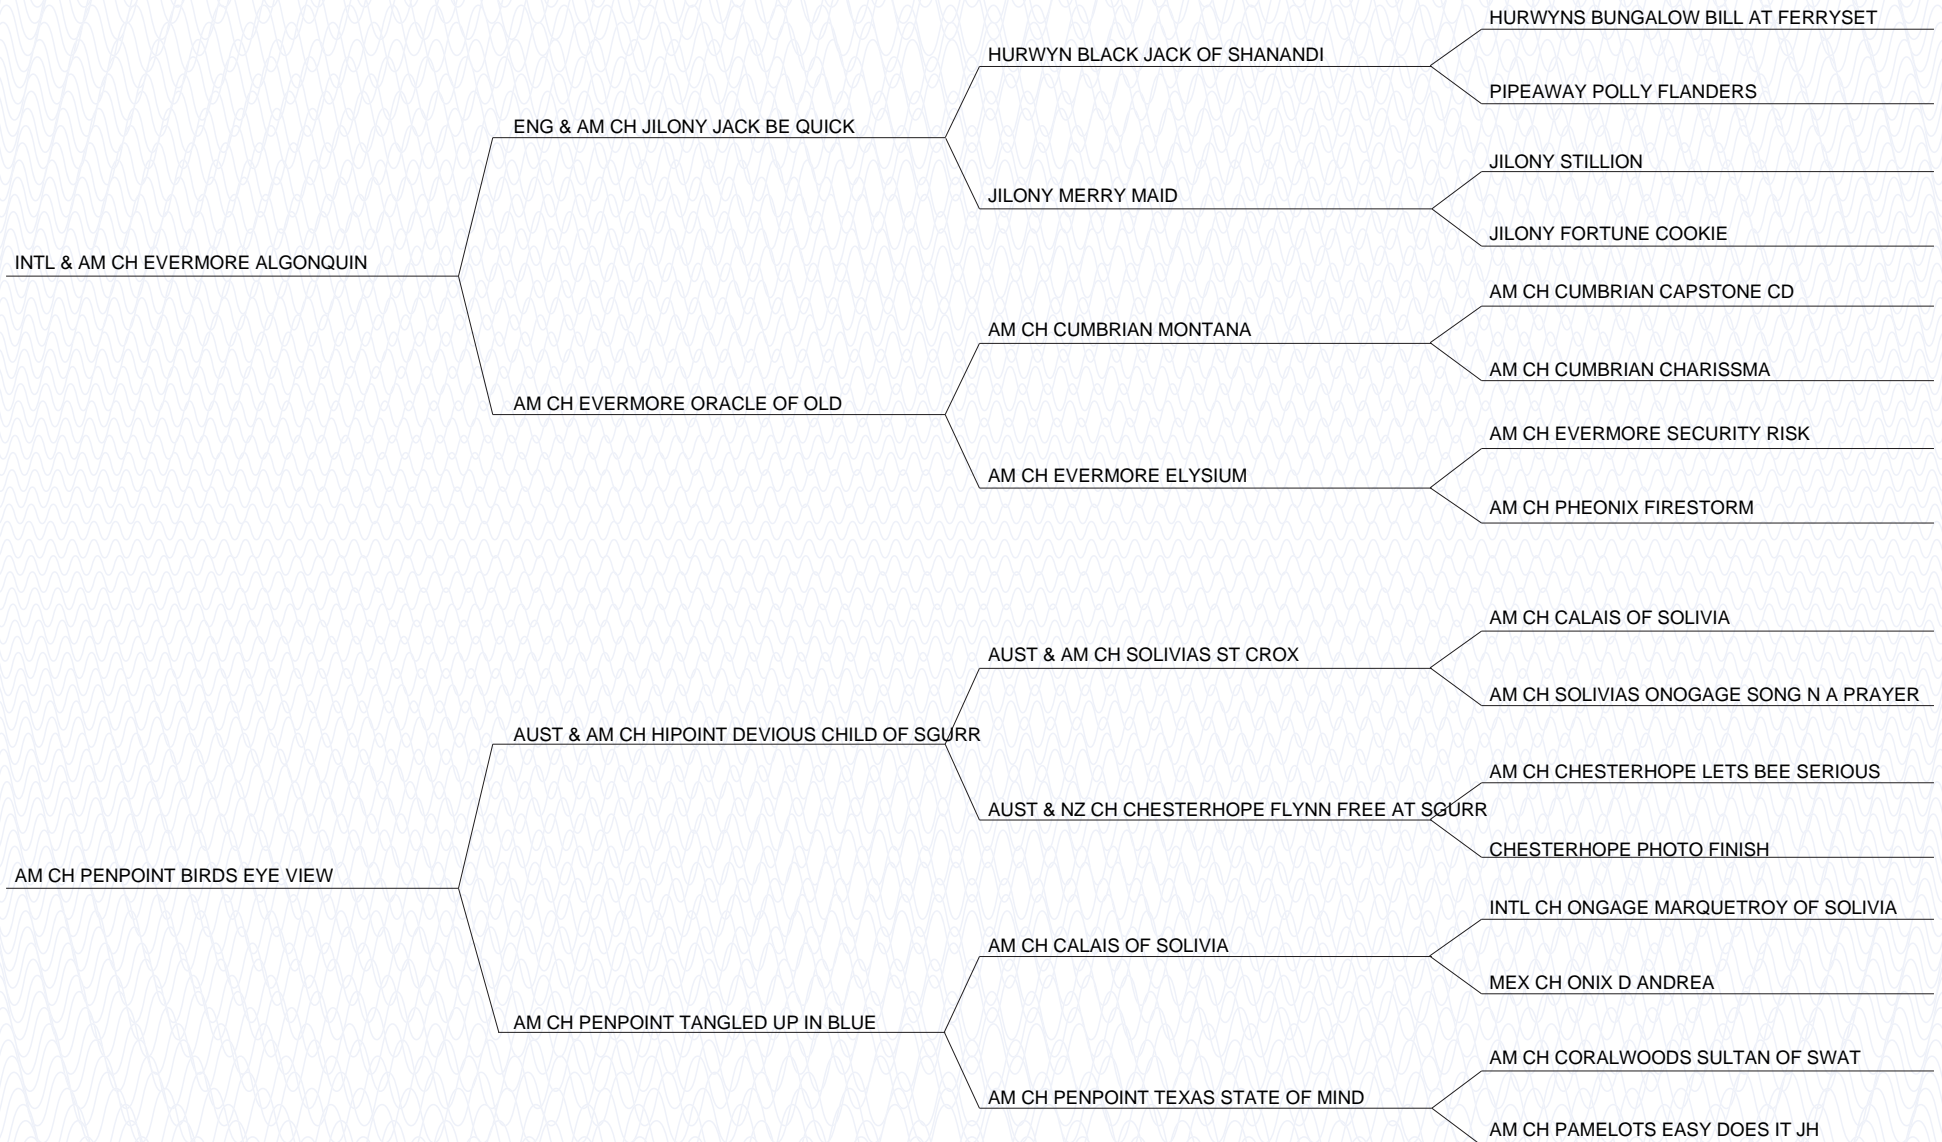 HURWYNS BUNGALOW BILL AT FERRYSET
HURWYN BLACK JACK OF SHANANDI
PIPEAWAY POLLY FLANDERS
ENG & AM CH JILONY JACK BE QUICK
JILONY STILLION
JILONY MERRY MAID
JILONY FORTUNE COOKIE
INTL & AM CH EVERMORE ALGONQUIN
AM CH CUMBRIAN CAPSTONE CD
AM CH CUMBRIAN MONTANA
AM CH CUMBRIAN CHARISSMA
AM CH EVERMORE ORACLE OF OLD
AM CH EVERMORE SECURITY RISK
AM CH EVERMORE ELYSIUM
AM CH PHEONIX FIRESTORM
AM CH CALAIS OF SOLIVIA
AUST & AM CH SOLIVIAS ST CROX
AM CH SOLIVIAS ONOGAGE SONG N A PRAYER
AUST & AM CH HIPOINT DEVIOUS CHILD OF SGURR
AM CH CHESTERHOPE LETS BEE SERIOUS
AUST & NZ CH CHESTERHOPE FLYNN FREE AT SGURR
CHESTERHOPE PHOTO FINISH
AM CH PENPOINT BIRDS EYE VIEW
INTL CH ONGAGE MARQUETROY OF SOLIVIA
AM CH CALAIS OF SOLIVIA
MEX CH ONIX D ANDREA
AM CH PENPOINT TANGLED UP IN BLUE
AM CH CORALWOODS SULTAN OF SWAT
AM CH PENPOINT TEXAS STATE OF MIND
AM CH PAMELOTS EASY DOES IT JH